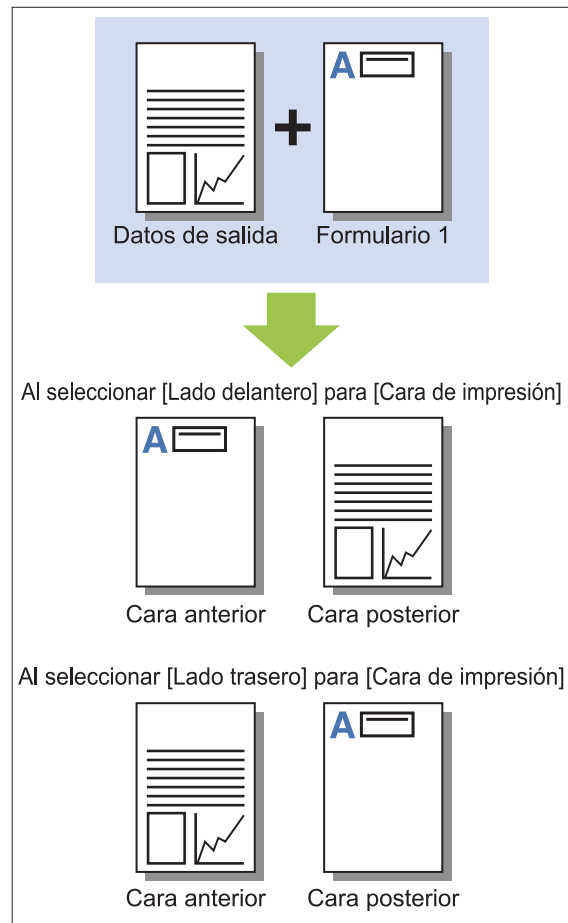 A
Datos de salida
Formulario 1
Al seleccionar [Lado delantero] para [Cara de impresión]
A
Cara anterior
Cara posterior
Al seleccionar [Lado trasero] para [Cara de impresión]
A
Cara anterior
Cara posterior